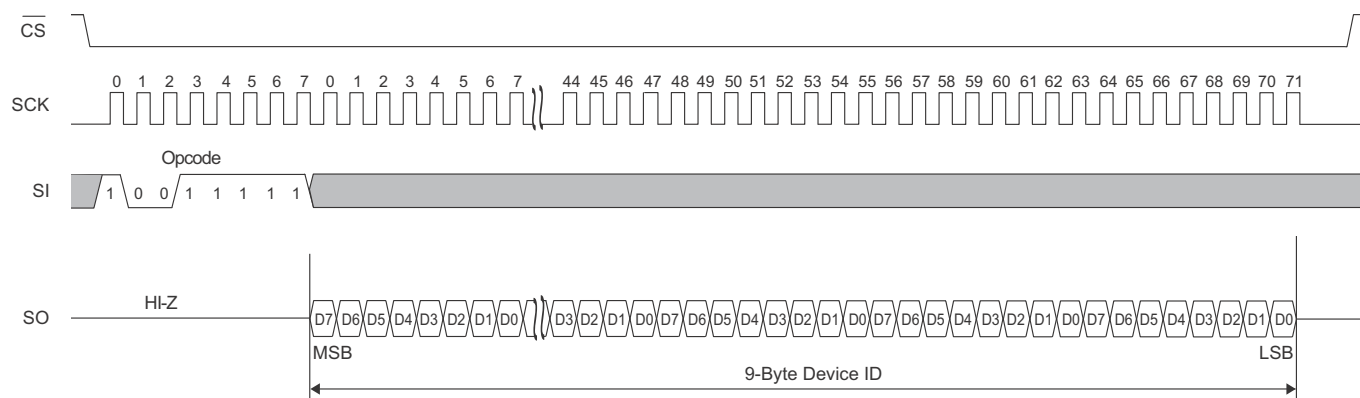 CS
0 1 2 3 4 5 6 7 0 1 2 3 4 5 6 7 44 45 46 47 48 49 50 51 52 53 54 55 56 57 58 59 60 61 62 63 64 65 66 67 68 69 70 71
SCK
Opcode
SI 1 0 0 1 1 1 1 1
HI-Z
SO D7 D6 D5 D4 D3 D2 D1 D0 D3 D2 D1 D0 D7 D6 D5 D4 D3 D2 D1 D0 D7 D6 D5 D4 D3 D2 D1 D0 D7 D6 D5 D4 D3 D2 D1 D0
MSB LSB
9-Byte Device ID